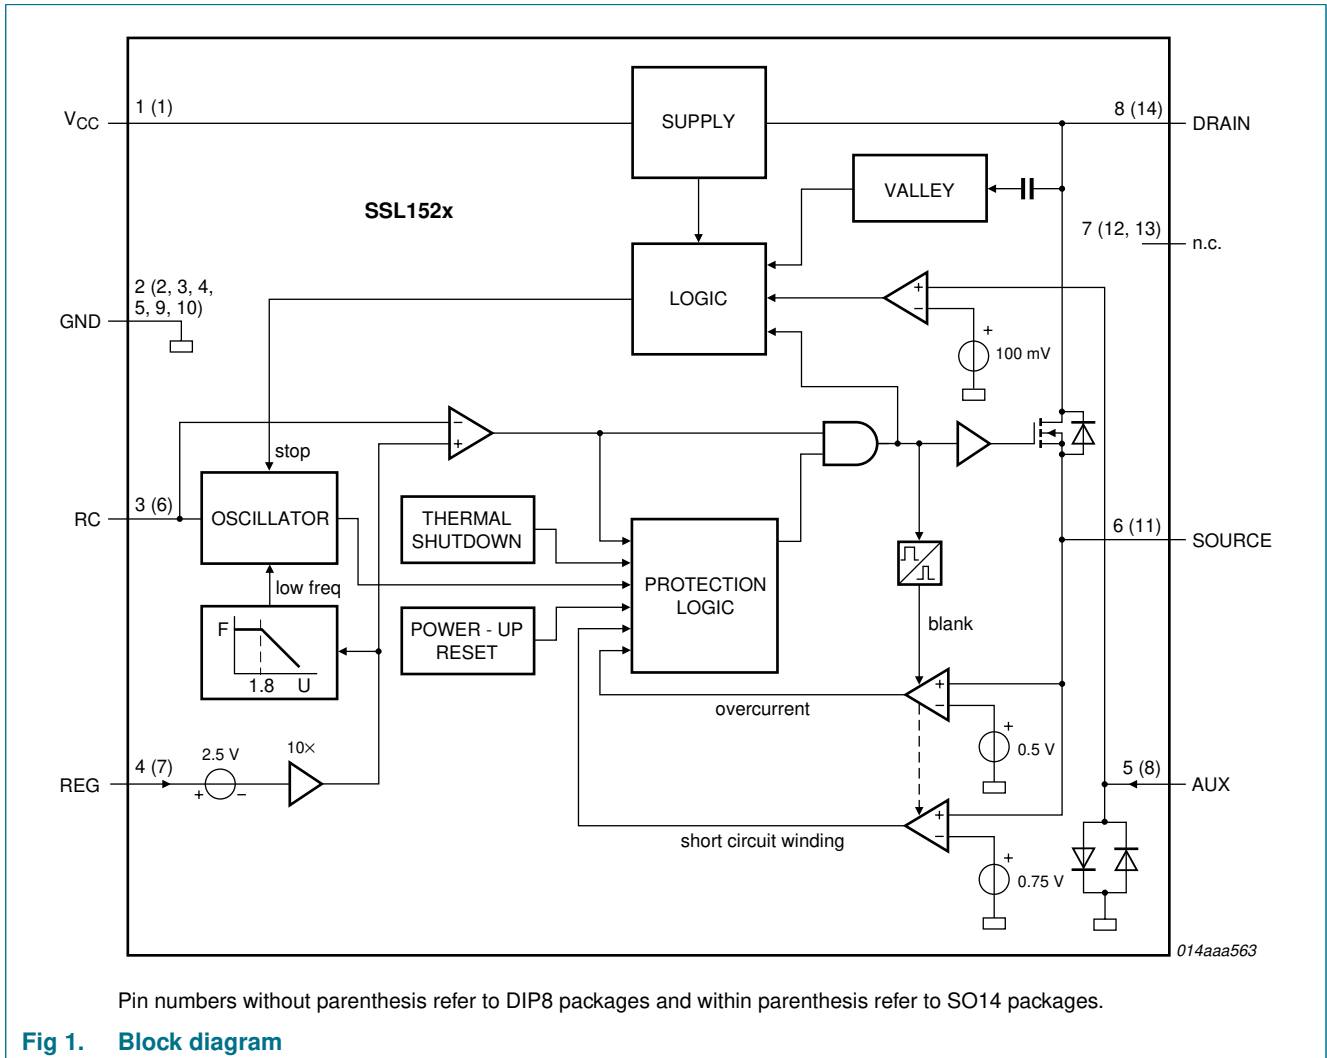 VCC
1 (1)
SUPPLY
8 (14)
DRAIN
VALLEY
SSL152x
7 (12, 13)
n.c.
2 (2, 3, 4,
5, 9, 10)
GND
LOGIC
+
−
+
100 mV
stop
−
+
RC
3 (6)
OSCILLATOR
THERMAL
SHUTDOWN
6 (11)
SOURCE
low freq
PROTECTION
LOGIC
POWER - UP
RESET
blank
F
1.8 U
overcurrent
+
−
+
0.5 V
REG
4 (7)
2.5 V
+ −
10×
5 (8)
AUX
short circuit winding
+
−
+
0.75 V
014aaa563
Pin numbers without parenthesis refer to DIP8 packages and within parenthesis refer to SO14 packages.
Fig 1. Block diagram